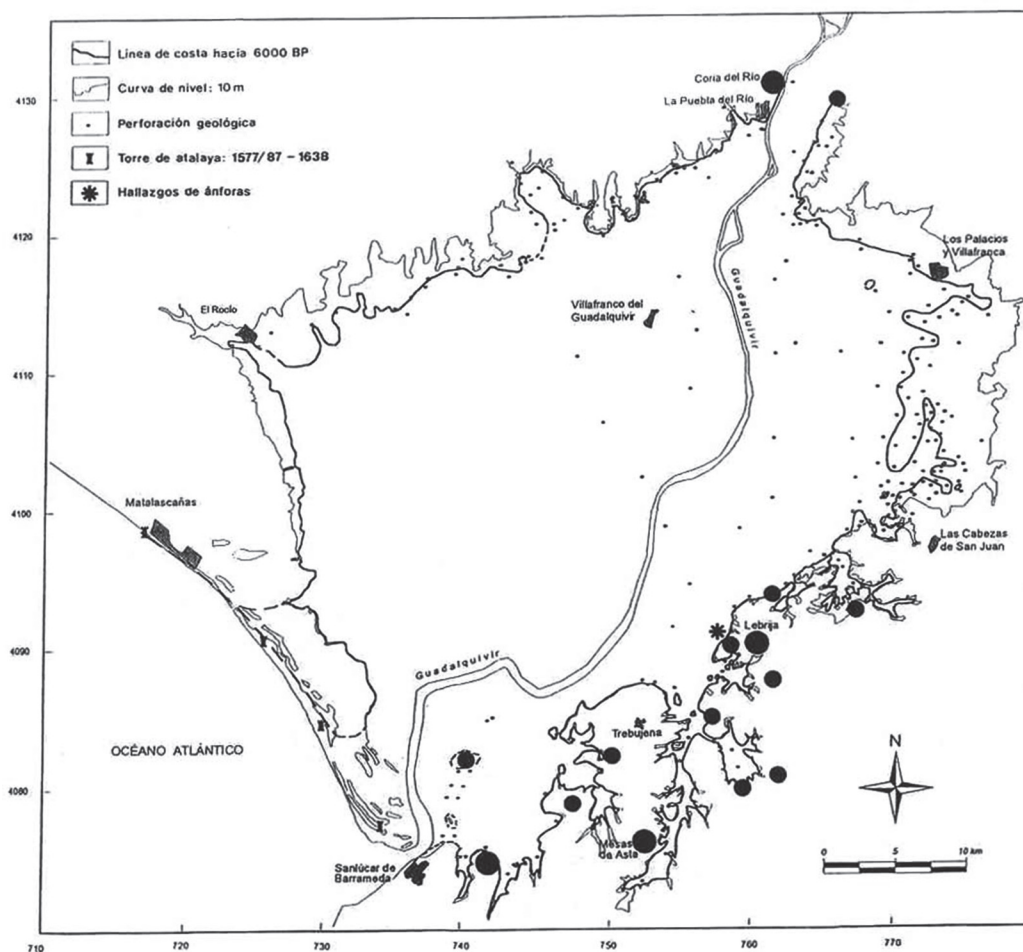 Línea de costa hacia 6000 BP
Curva de nivel: 10 m
Perforación geológica
Torre de atalaya: 1577/87 – 1638
Hallazgos de ánforas
Coria del Río
La Puebla del Río
Los Palacios
y Villafranca
El Rocío
Villafranco del
Guadalquivir
Guadalquivir
Matalascañas
Las Cabezas
de San Juan
Lebrija
Guadalquivir
Trebujena
OCÉANO ATLÁNTICO
Mesas
de Asta
Sanlúcar de
Barrameda
N
0 5 10 km
4130
4120
4110
4100
4090
4080
710 720 730 740 750 760 770